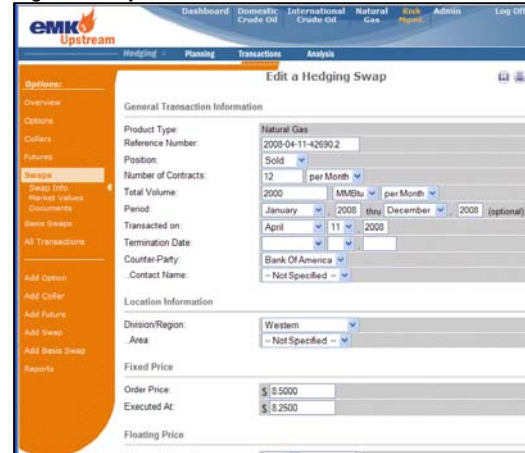 eMK
Upstream
Dashboard Domestic Crude Oil International Crude Oil Natural Gas Risk Mgmt. Admin Log Off
Hedging : Planning Transactions Analysis
Edit a Hedging Swap
Options:
Overview
Options
Collars
Futures
Swaps
Swap Info
Market Values
Documents
Basis Swaps
All Transactions
Add Option
Add Collar
Add Future
Add Swap
Add Basis Swap
Reports
General Transaction Information
Product Type: Natural Gas
Reference Number: 2008-04-11-42690.2
Position: Sold
Number of Contracts: 12 per Month
Total Volume: 2000 MMBtu per Month
Period: January , 2008 thru December , 2008 (optional)
Transacted on: April 11 , 2008
Termination Date: ,
Counter-Party: Bank Of America
..Contact Name: -- Not Specified --
Location Information
Division/Region: Western
..Area: -- Not Specified --
Fixed Price
Order Price: $ 8.5000
Executed At: $ 8.2500
Floating Price